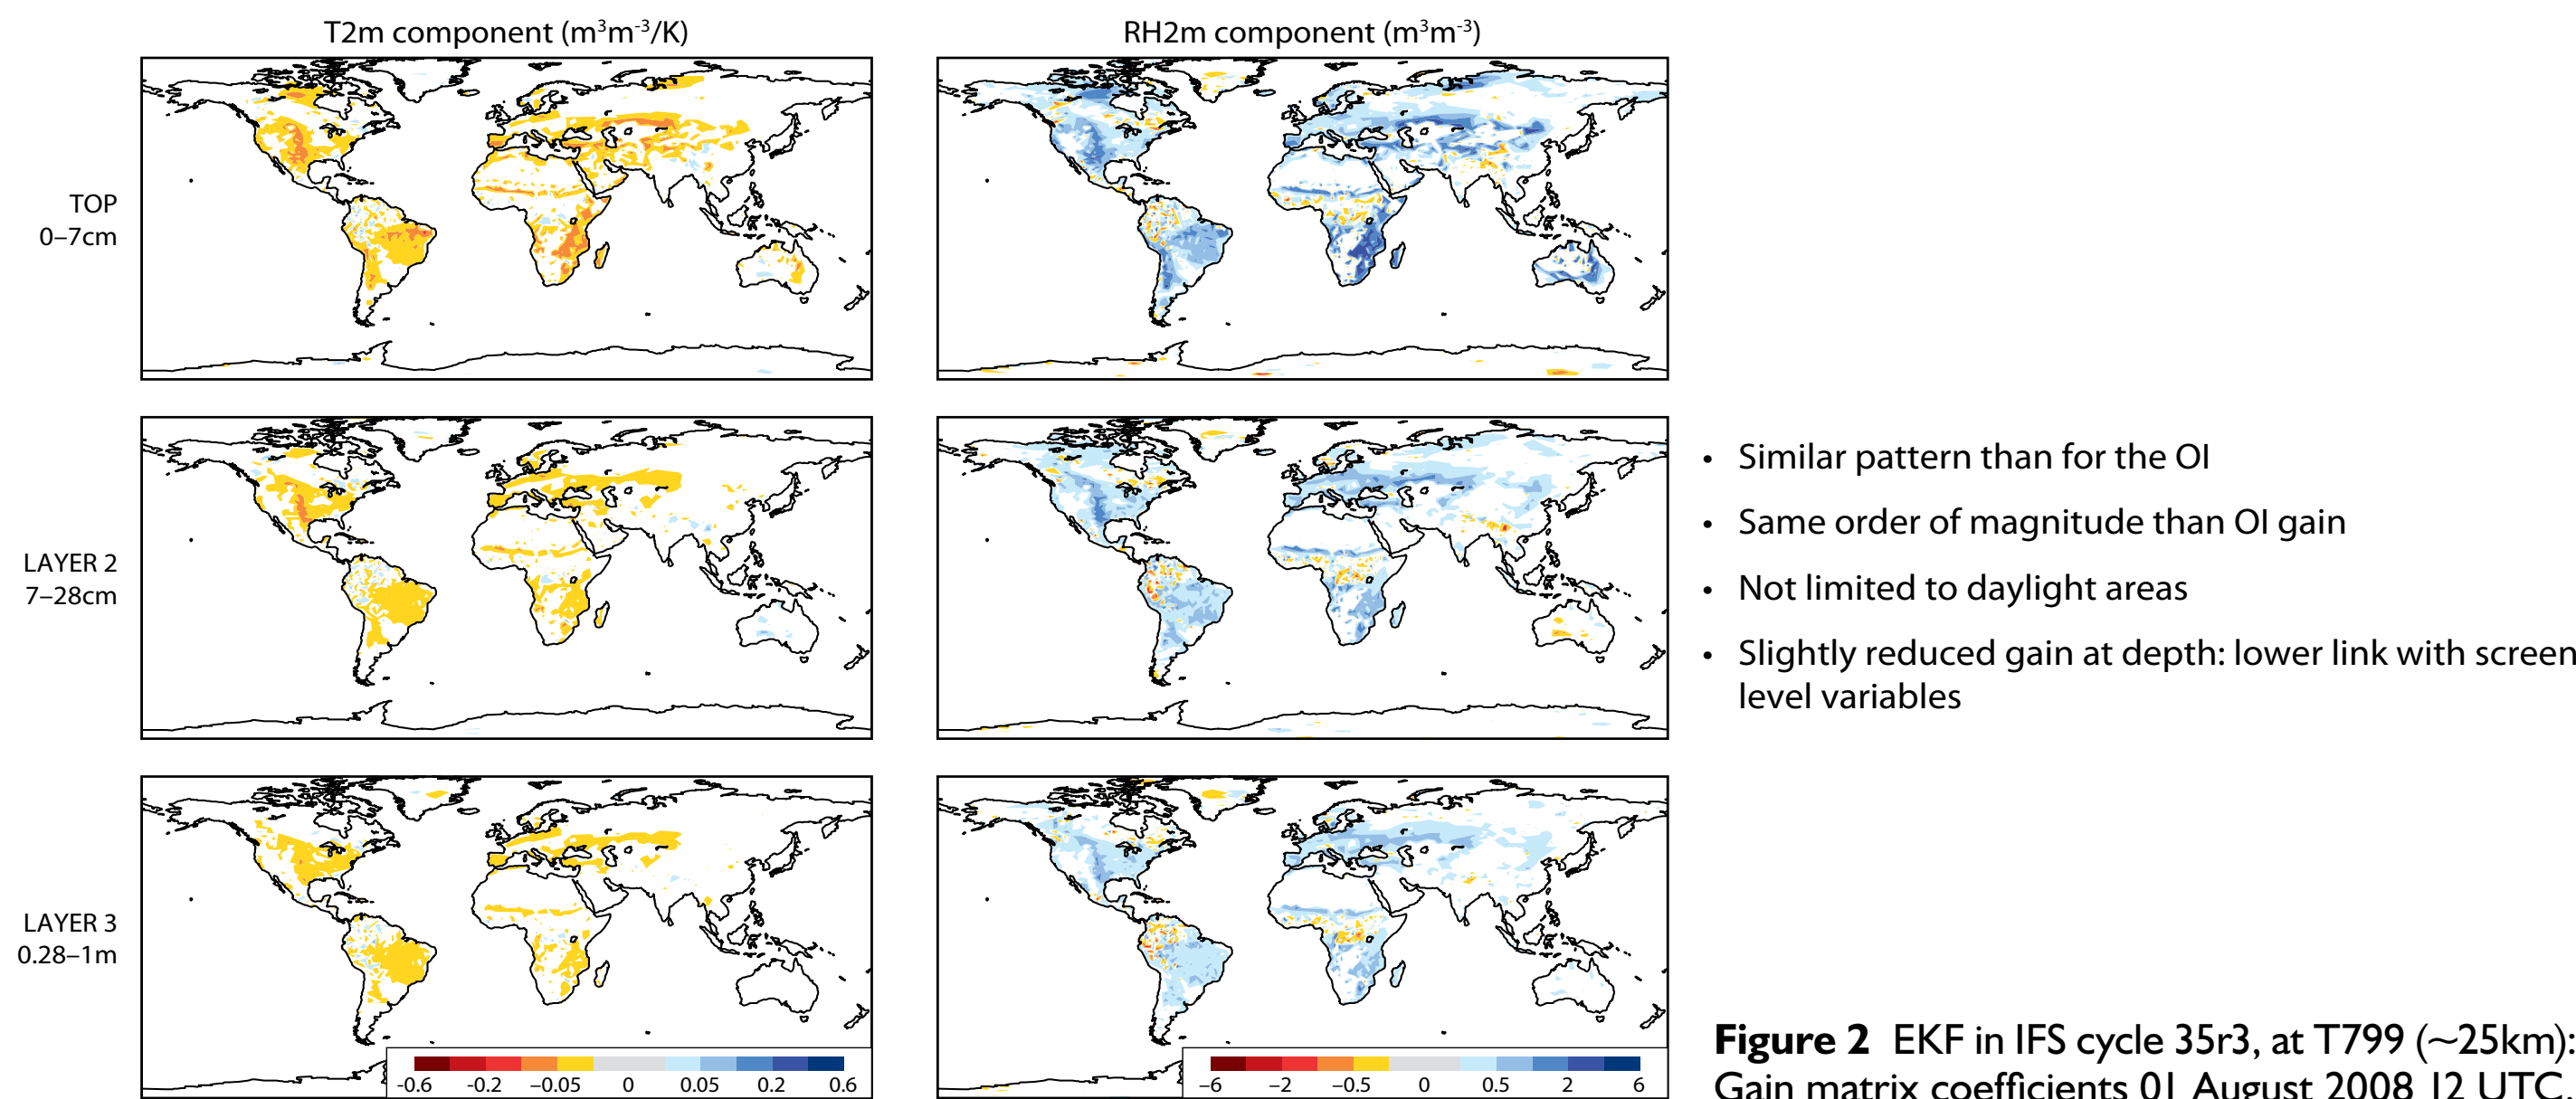 T2m component (m³m⁻³/K)
RH2m component (m³m⁻³)
TOP
0–7cm
LAYER 2
7–28cm
• Similar pattern than for the OI
• Same order of magnitude than OI gain
• Not limited to daylight areas
• Slightly reduced gain at depth: lower link with screen
level variables
LAYER 3
0.28–1m
-0.6 -0.2 –0.05 0 0.05 0.2 0.6
–6 –2 –0.5 0 0.5 2 6
Figure 2 EKF in IFS cycle 35r3, at T799 (~25km):
Gain matrix coefficients 01 August 2008 12 UTC.